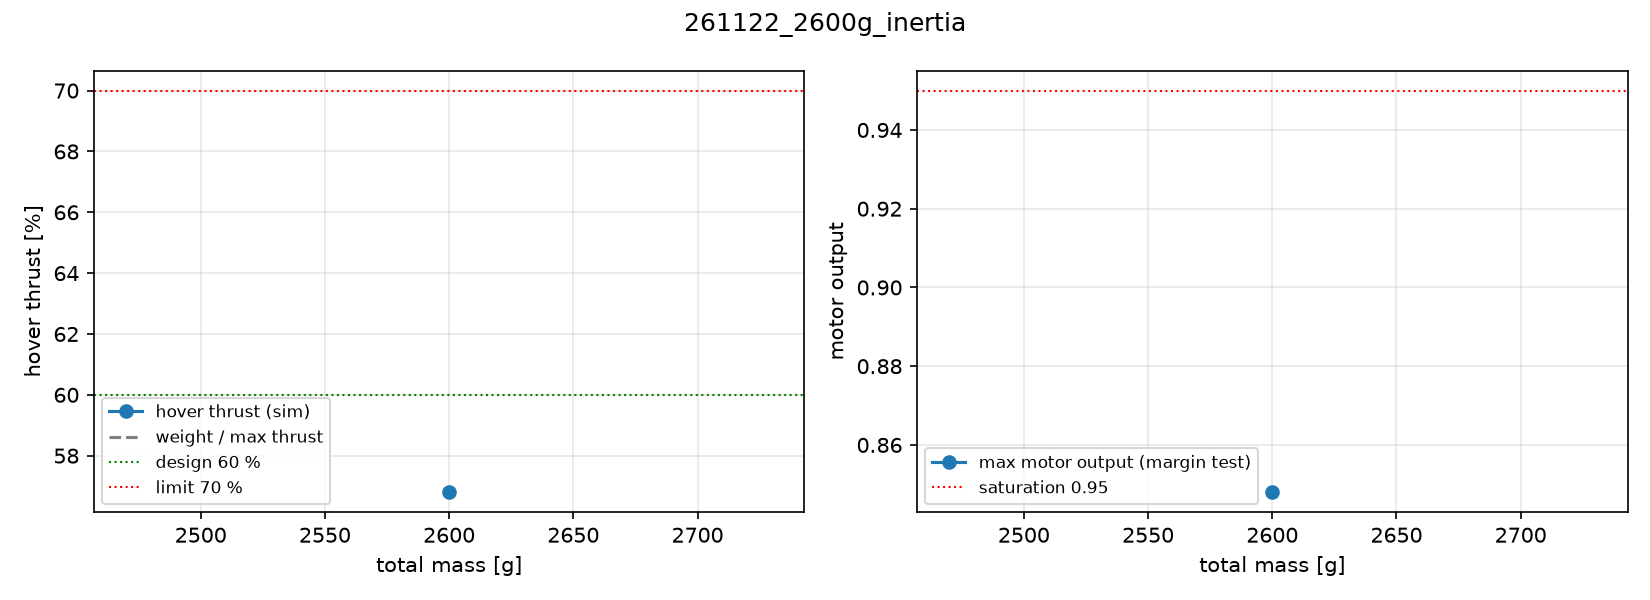 261122_2600g_inertia
hover thrust [%]
70
68
66
64
62
60
58
hover thrust (sim)
weight / max thrust
design 60 %
limit 70 %
2500 2550 2600 2650 2700
total mass [g]
motor output
0.94
0.92
0.90
0.88
0.86
max motor output (margin test)
saturation 0.95
2500 2550 2600 2650 2700
total mass [g]